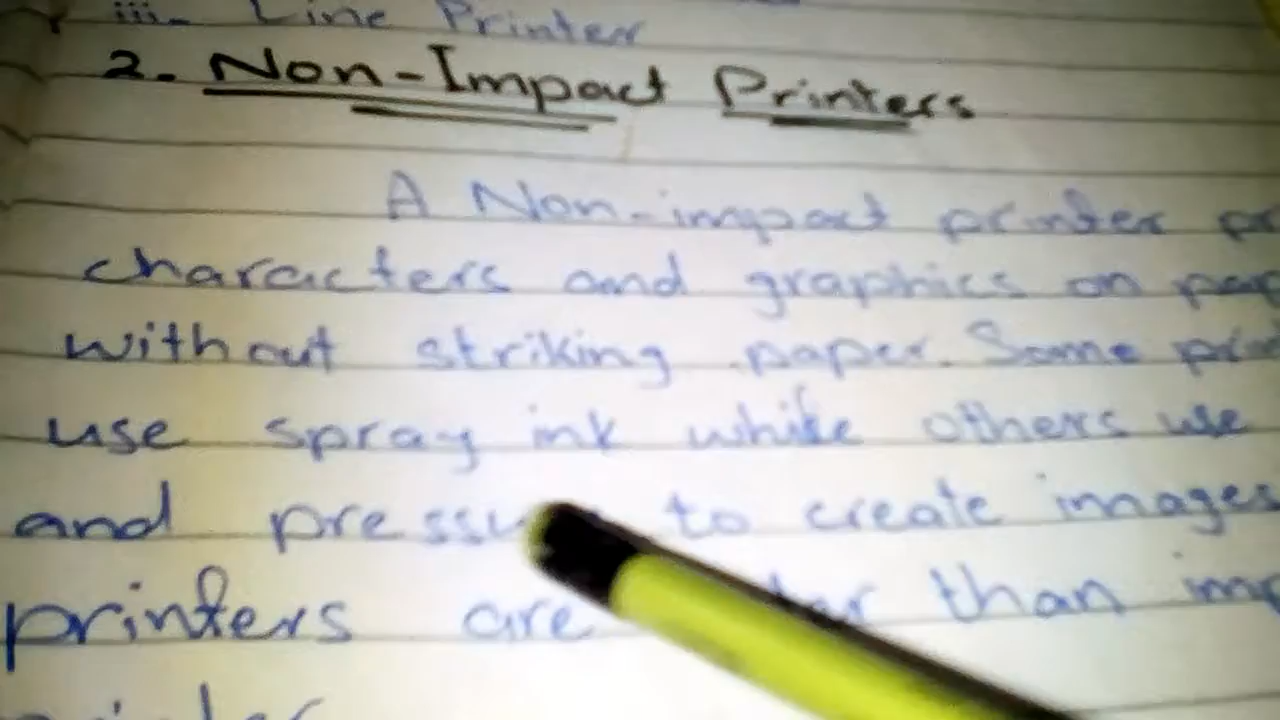 iii. Line Printer
2. Non-Impact Printers
A Non-impact printer
characters and graphics on
without striking paper. Some
use spray ink while others use
and to create images
printers are than